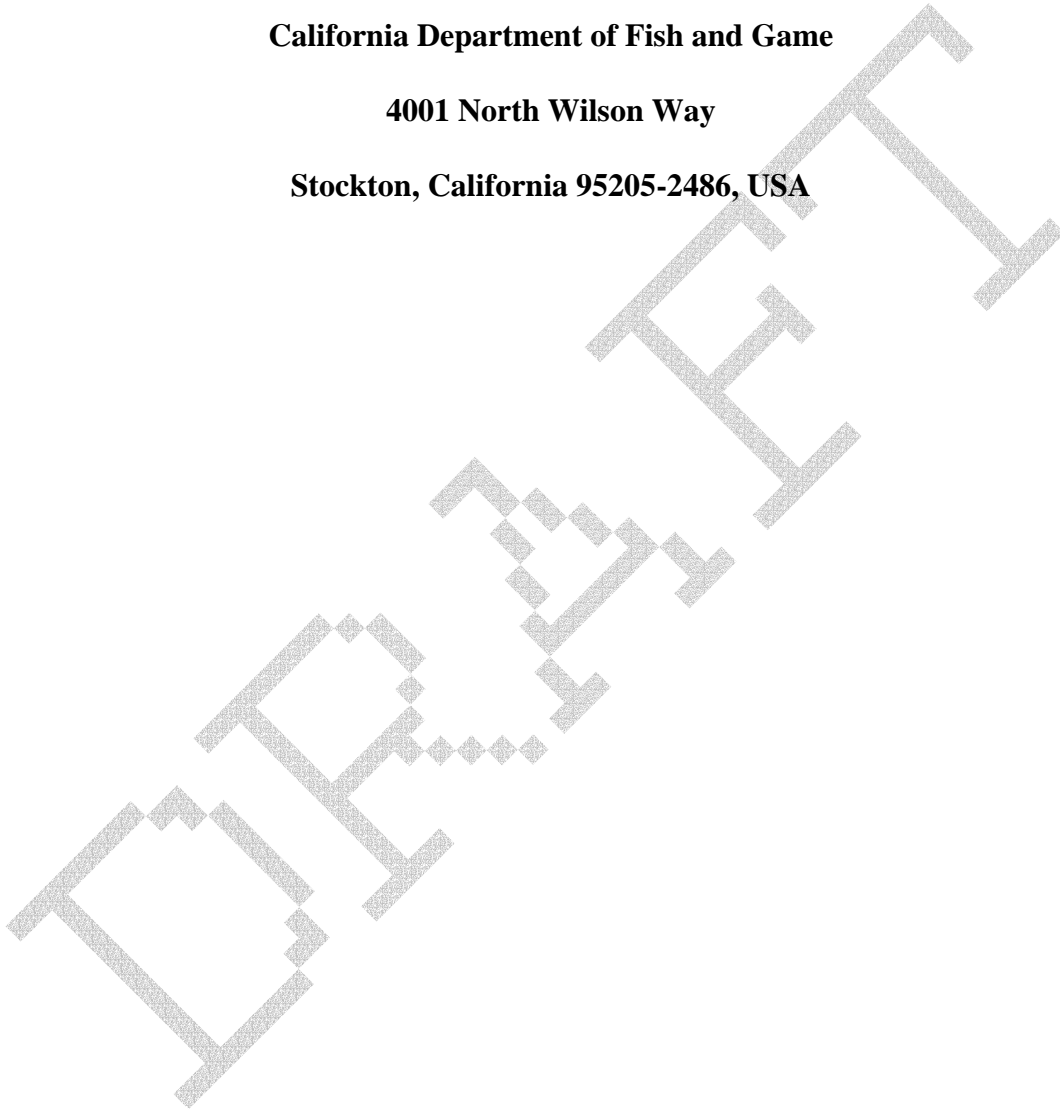 California Department of Fish and Game
4001 North Wilson Way
Stockton, California 95205-2486, USA
DRAFT